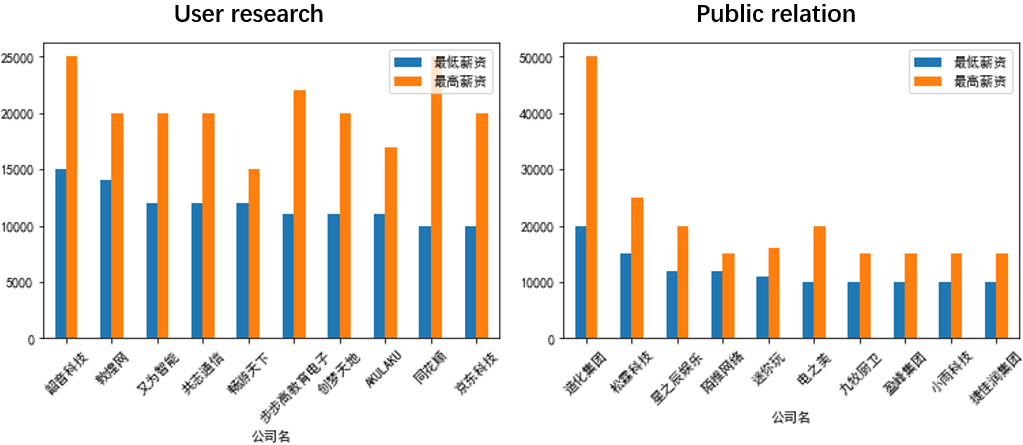 User research
25000
20000
15000
10000
5000
0
最低薪资
最高薪资
韶音科技
敦煌网
又为智能
共志通信
畅游天下
步步高教育电子
创梦天地
AKULAKU
同花顺
京东科技
公司名
Public relation
50000
40000
30000
20000
10000
0
最低薪资
最高薪资
造化集团
松霖科技
星之辰娱乐
陌推网络
迷你玩
电之美
九牧厨卫
盈峰集团
小雨科技
捷佳润集团
公司名